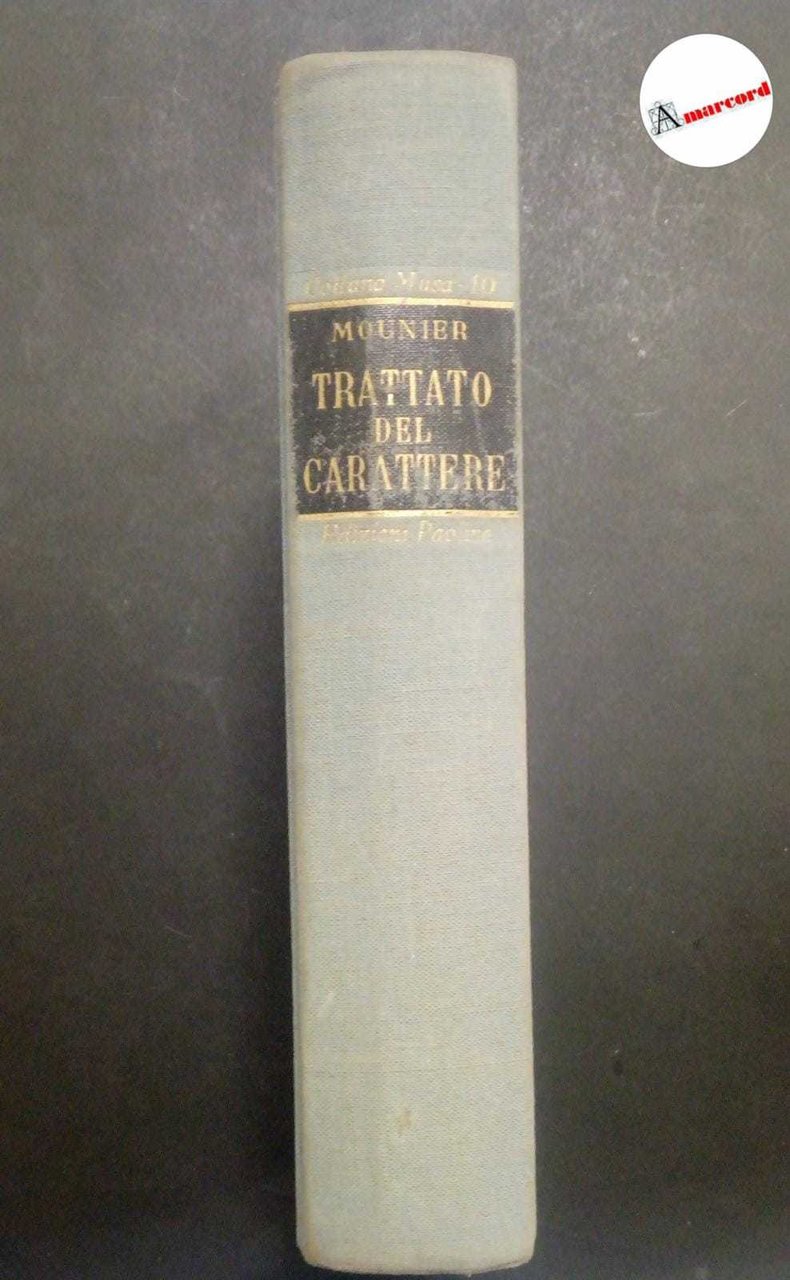 Amarcord
Collana Musa 10
MOUNIER
TRATTATO
DEL
CARATTERE
Edizioni Paoline